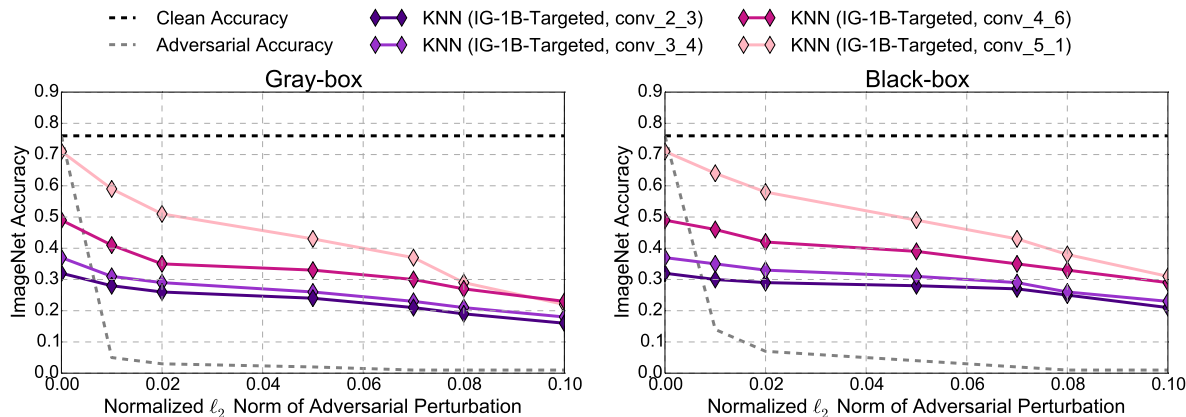 Clean Accuracy
Adversarial Accuracy
KNN (IG-1B-Targeted, conv_2_3)
KNN (IG-1B-Targeted, conv_3_4)
KNN (IG-1B-Targeted, conv_4_6)
KNN (IG-1B-Targeted, conv_5_1)
Gray-box
ImageNet Accuracy
0.9
0.8
0.7
0.6
0.5
0.4
0.3
0.2
0.1
0.0
0.00 0.02 0.04 0.06 0.08 0.10
Normalized ℓ₂ Norm of Adversarial Perturbation
Black-box
ImageNet Accuracy
0.9
0.8
0.7
0.6
0.5
0.4
0.3
0.2
0.1
0.0
0.00 0.02 0.04 0.06 0.08 0.10
Normalized ℓ₂ Norm of Adversarial Perturbation